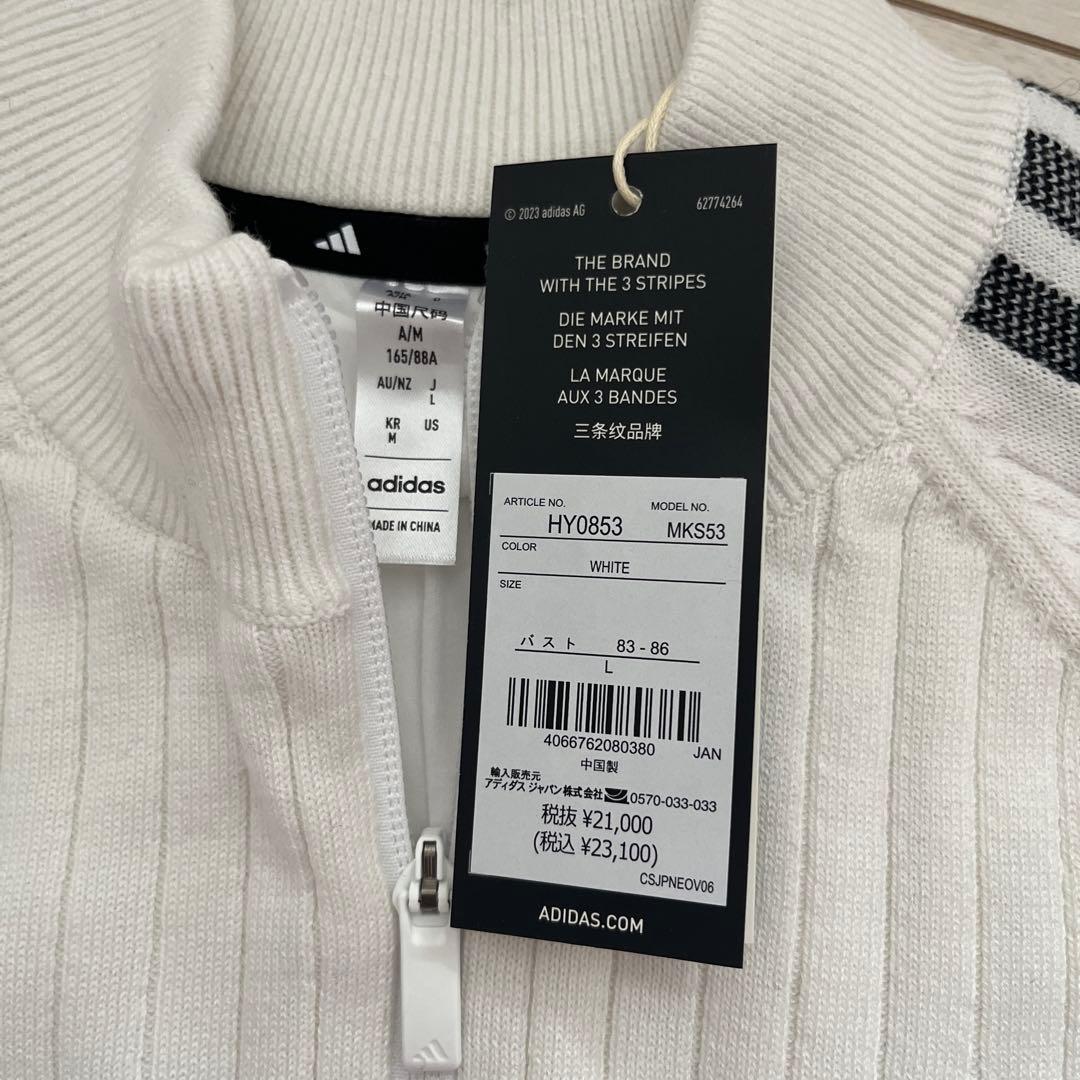 © 2023 adidas AG
62774264
THE BRAND
WITH THE 3 STRIPES
DIE MARKE MIT
DEN 3 STREIFEN
LA MARQUE
AUX 3 BANDES
三条纹品牌
ARTICLE NO. MODEL NO.
HY0853 MKS53
COLOR
WHITE
SIZE
バスト 83 - 86
L
4066762080380 JAN
中国製
輸入販売元
アディダス ジャパン株式会社 0570-033-033
税抜 ¥21,000
(税込 ¥23,100)
CSJPNEOV06
ADIDAS.COM
中国尺码
A/M
165/88A
AU/NZ J
L
KR US
M
adidas
MADE IN CHINA